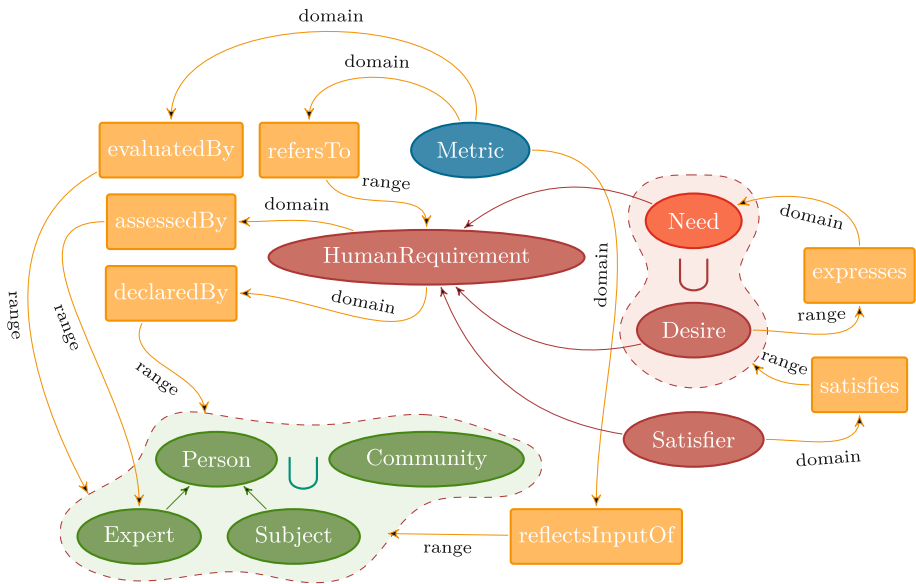 domain
domain
evaluatedBy
refersTo
Metric
range
assessedBy
domain
Need
domain
HumanRequirement
domain
expresses
declaredBy
domain
range
range
range
Desire
range
range
satisfies
Person
Community
Satisfier
domain
Expert
Subject
range
reflectsInputOf